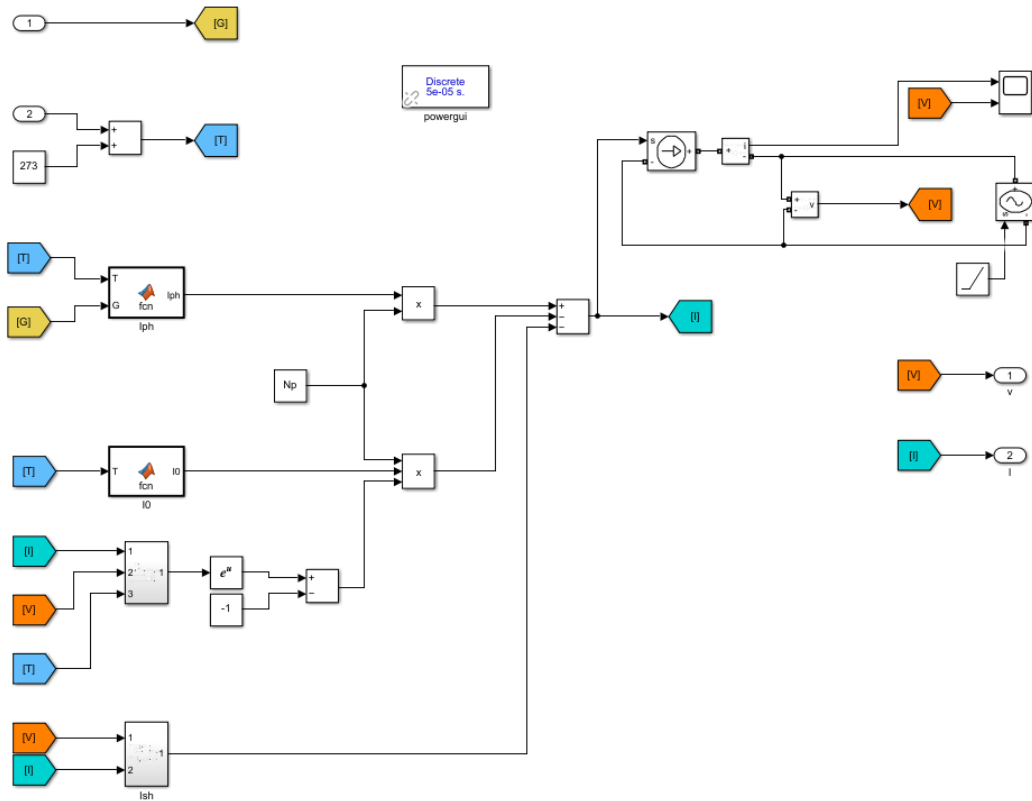 1
[G]
Discrete
5e-05 s.
powergui
2
+
+
[T]
273
[V]
s
-
+
+
i
-
+
-
v
[V]
+
s
-
[T]
[G]
T
G
fcn
Iph
Iph
x
+
−
−
[I]
Np
[V]
1
v
[T]
T
fcn
I0
I0
x
[I]
2
I
[I]
[V]
[T]
1
2
3
1
e^u
-1
+
−
[V]
[I]
1
2
1
Ish